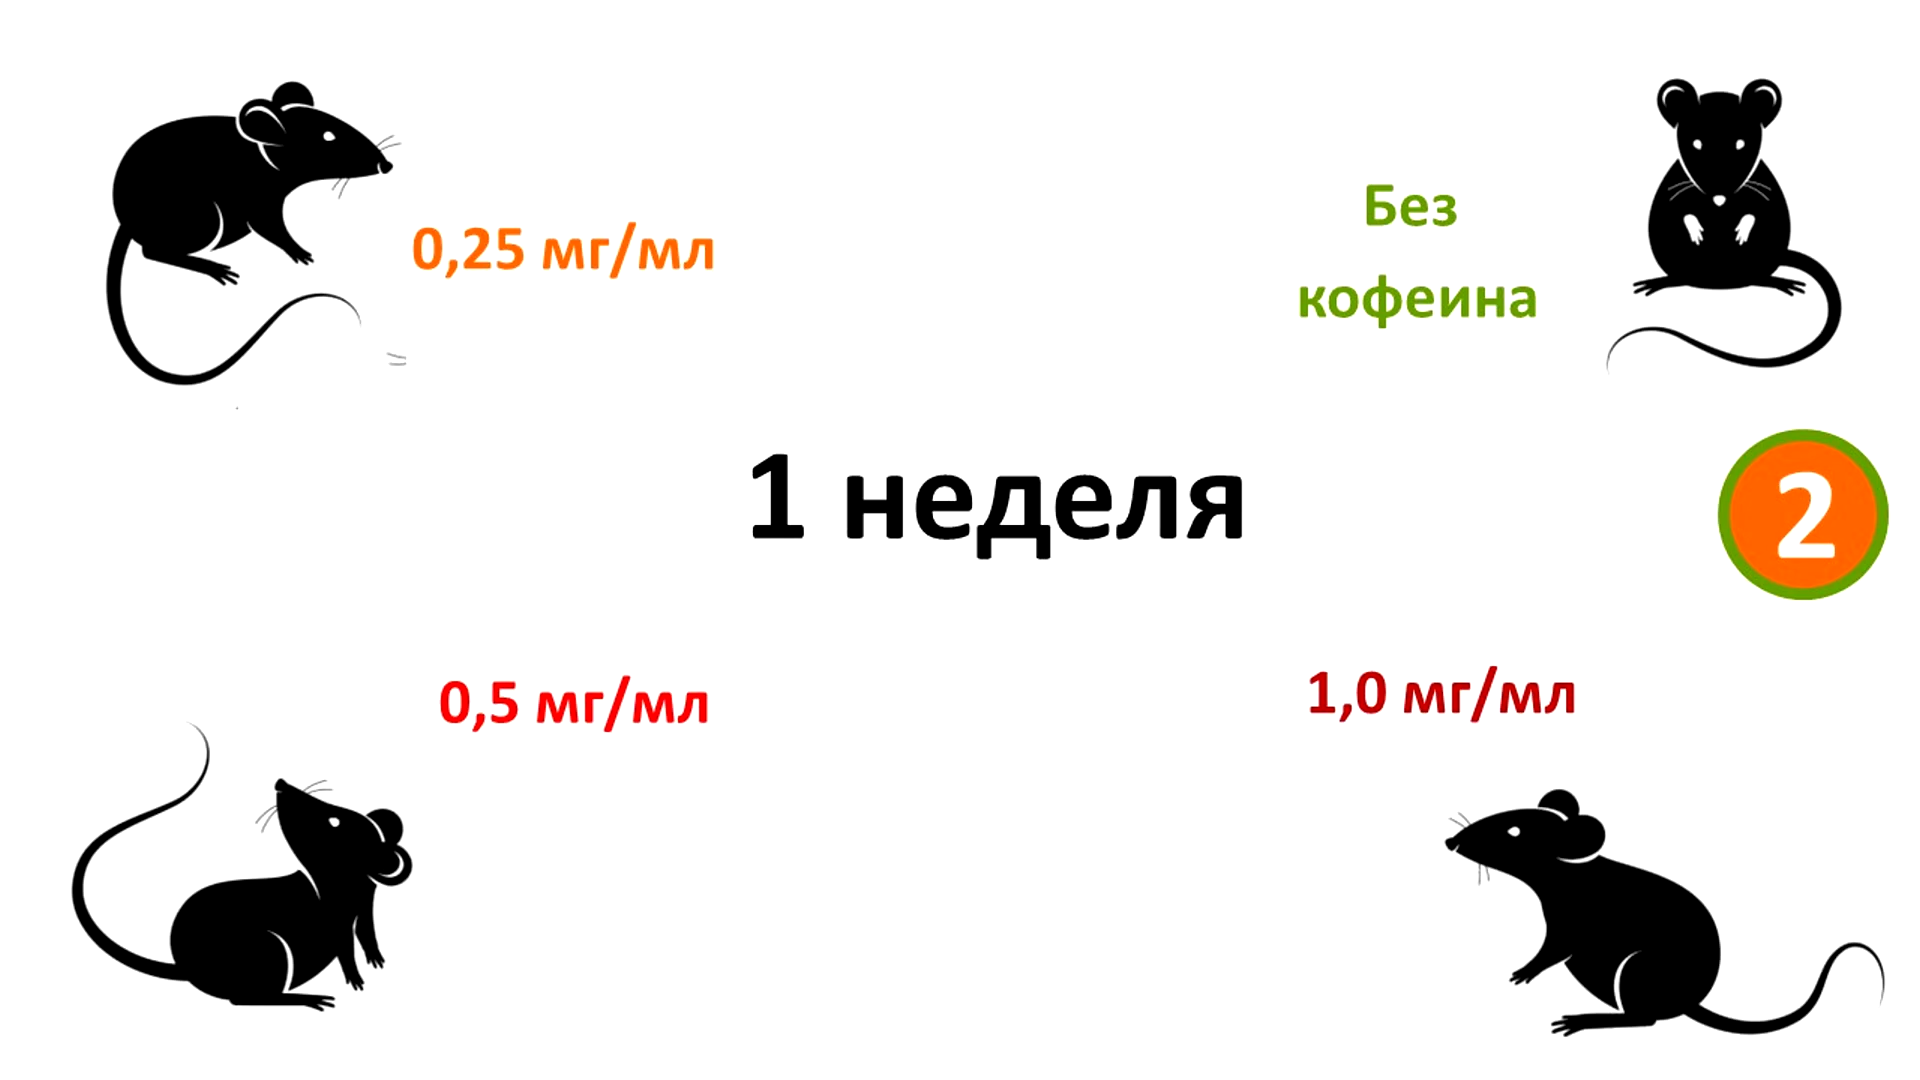 0,25 мг/мл
Без
кофеина
1 неделя
2
0,5 мг/мл
1,0 мг/мл